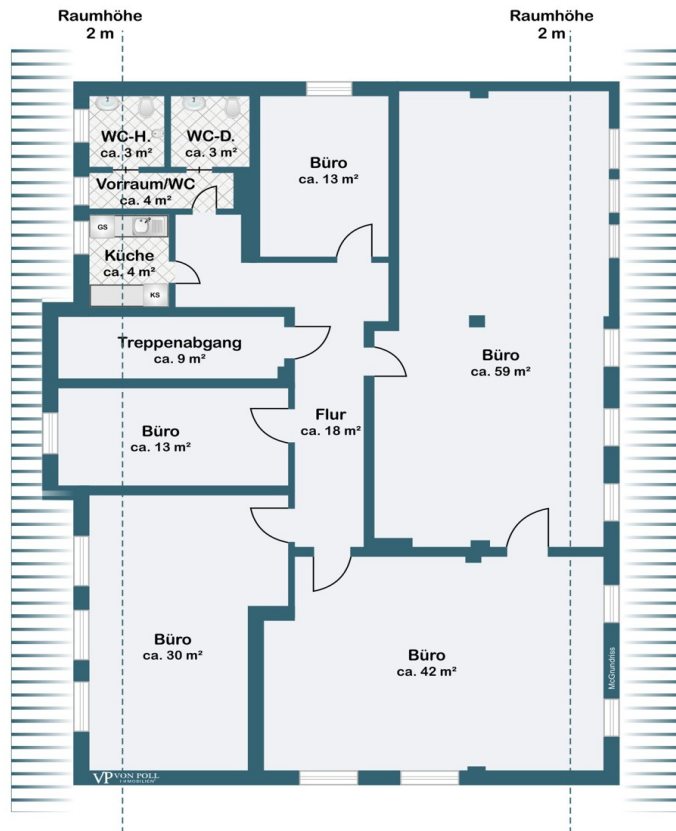 Raumhöhe
2 m
Raumhöhe
2 m
WC-H.
ca. 3 m²
WC-D.
ca. 3 m²
Büro
ca. 13 m²
Vorraum/WC
ca. 4 m²
GS
Küche
ca. 4 m²
KS
Treppenabgang
ca. 9 m²
Büro
ca. 59 m²
Flur
ca. 18 m²
Büro
ca. 13 m²
Büro
ca. 30 m²
Büro
ca. 42 m²
McGrundriss
VP VON POLL
IMMOBILIEN